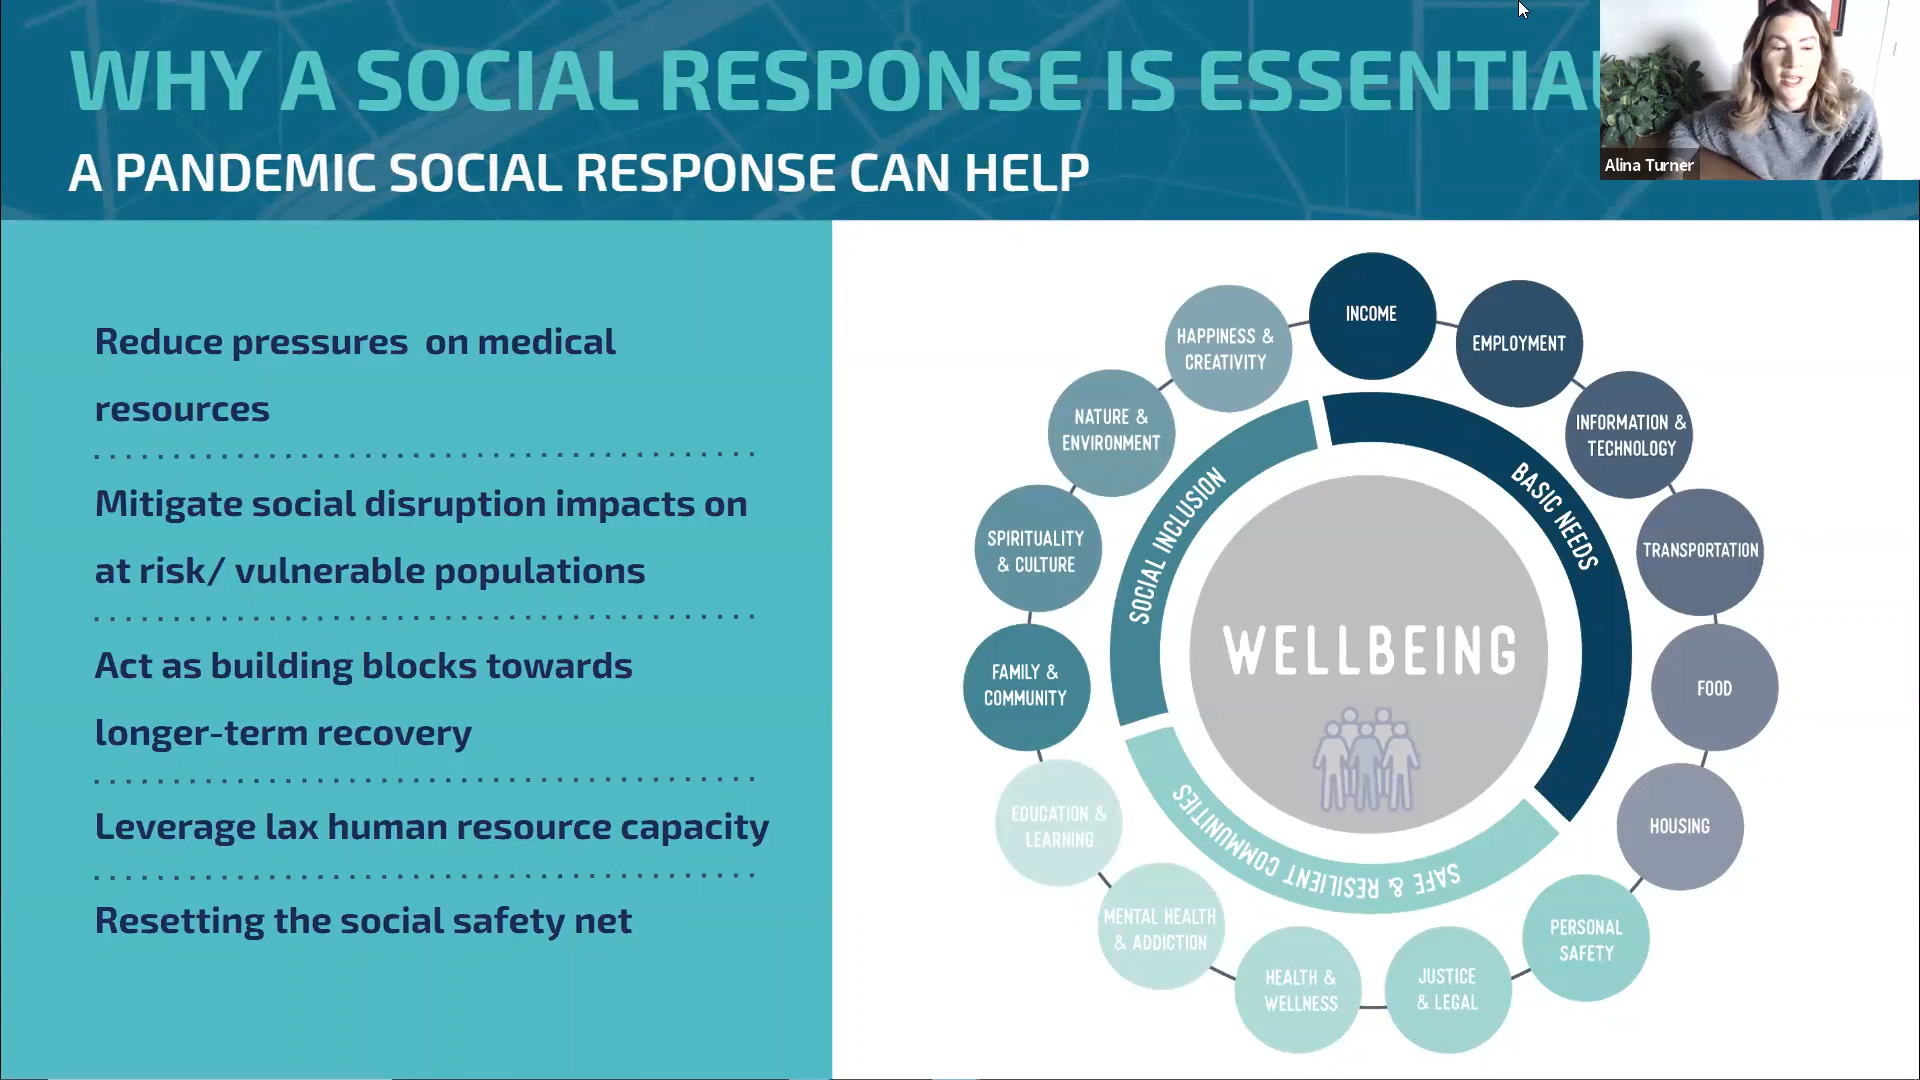 WHY A SOCIAL RESPONSE IS ESSENTIAL
A PANDEMIC SOCIAL RESPONSE CAN HELP
Alina Turner
Reduce pressures  on medical
resources
Mitigate social disruption impacts on
at risk/ vulnerable populations
Act as building blocks towards
longer-term recovery
Leverage lax human resource capacity
Resetting the social safety net
INCOME
EMPLOYMENT
INFORMATION &
TECHNOLOGY
TRANSPORTATION
FOOD
HOUSING
PERSONAL
SAFETY
JUSTICE
& LEGAL
HEALTH &
WELLNESS
MENTAL HEALTH
& ADDICTION
EDUCATION &
LEARNING
FAMILY &
COMMUNITY
SPIRITUALITY
& CULTURE
NATURE &
ENVIRONMENT
HAPPINESS &
CREATIVITY
BASIC NEEDS
SAFE & RESILIENT COMMUNITIES
SOCIAL INCLUSION
WELLBEING